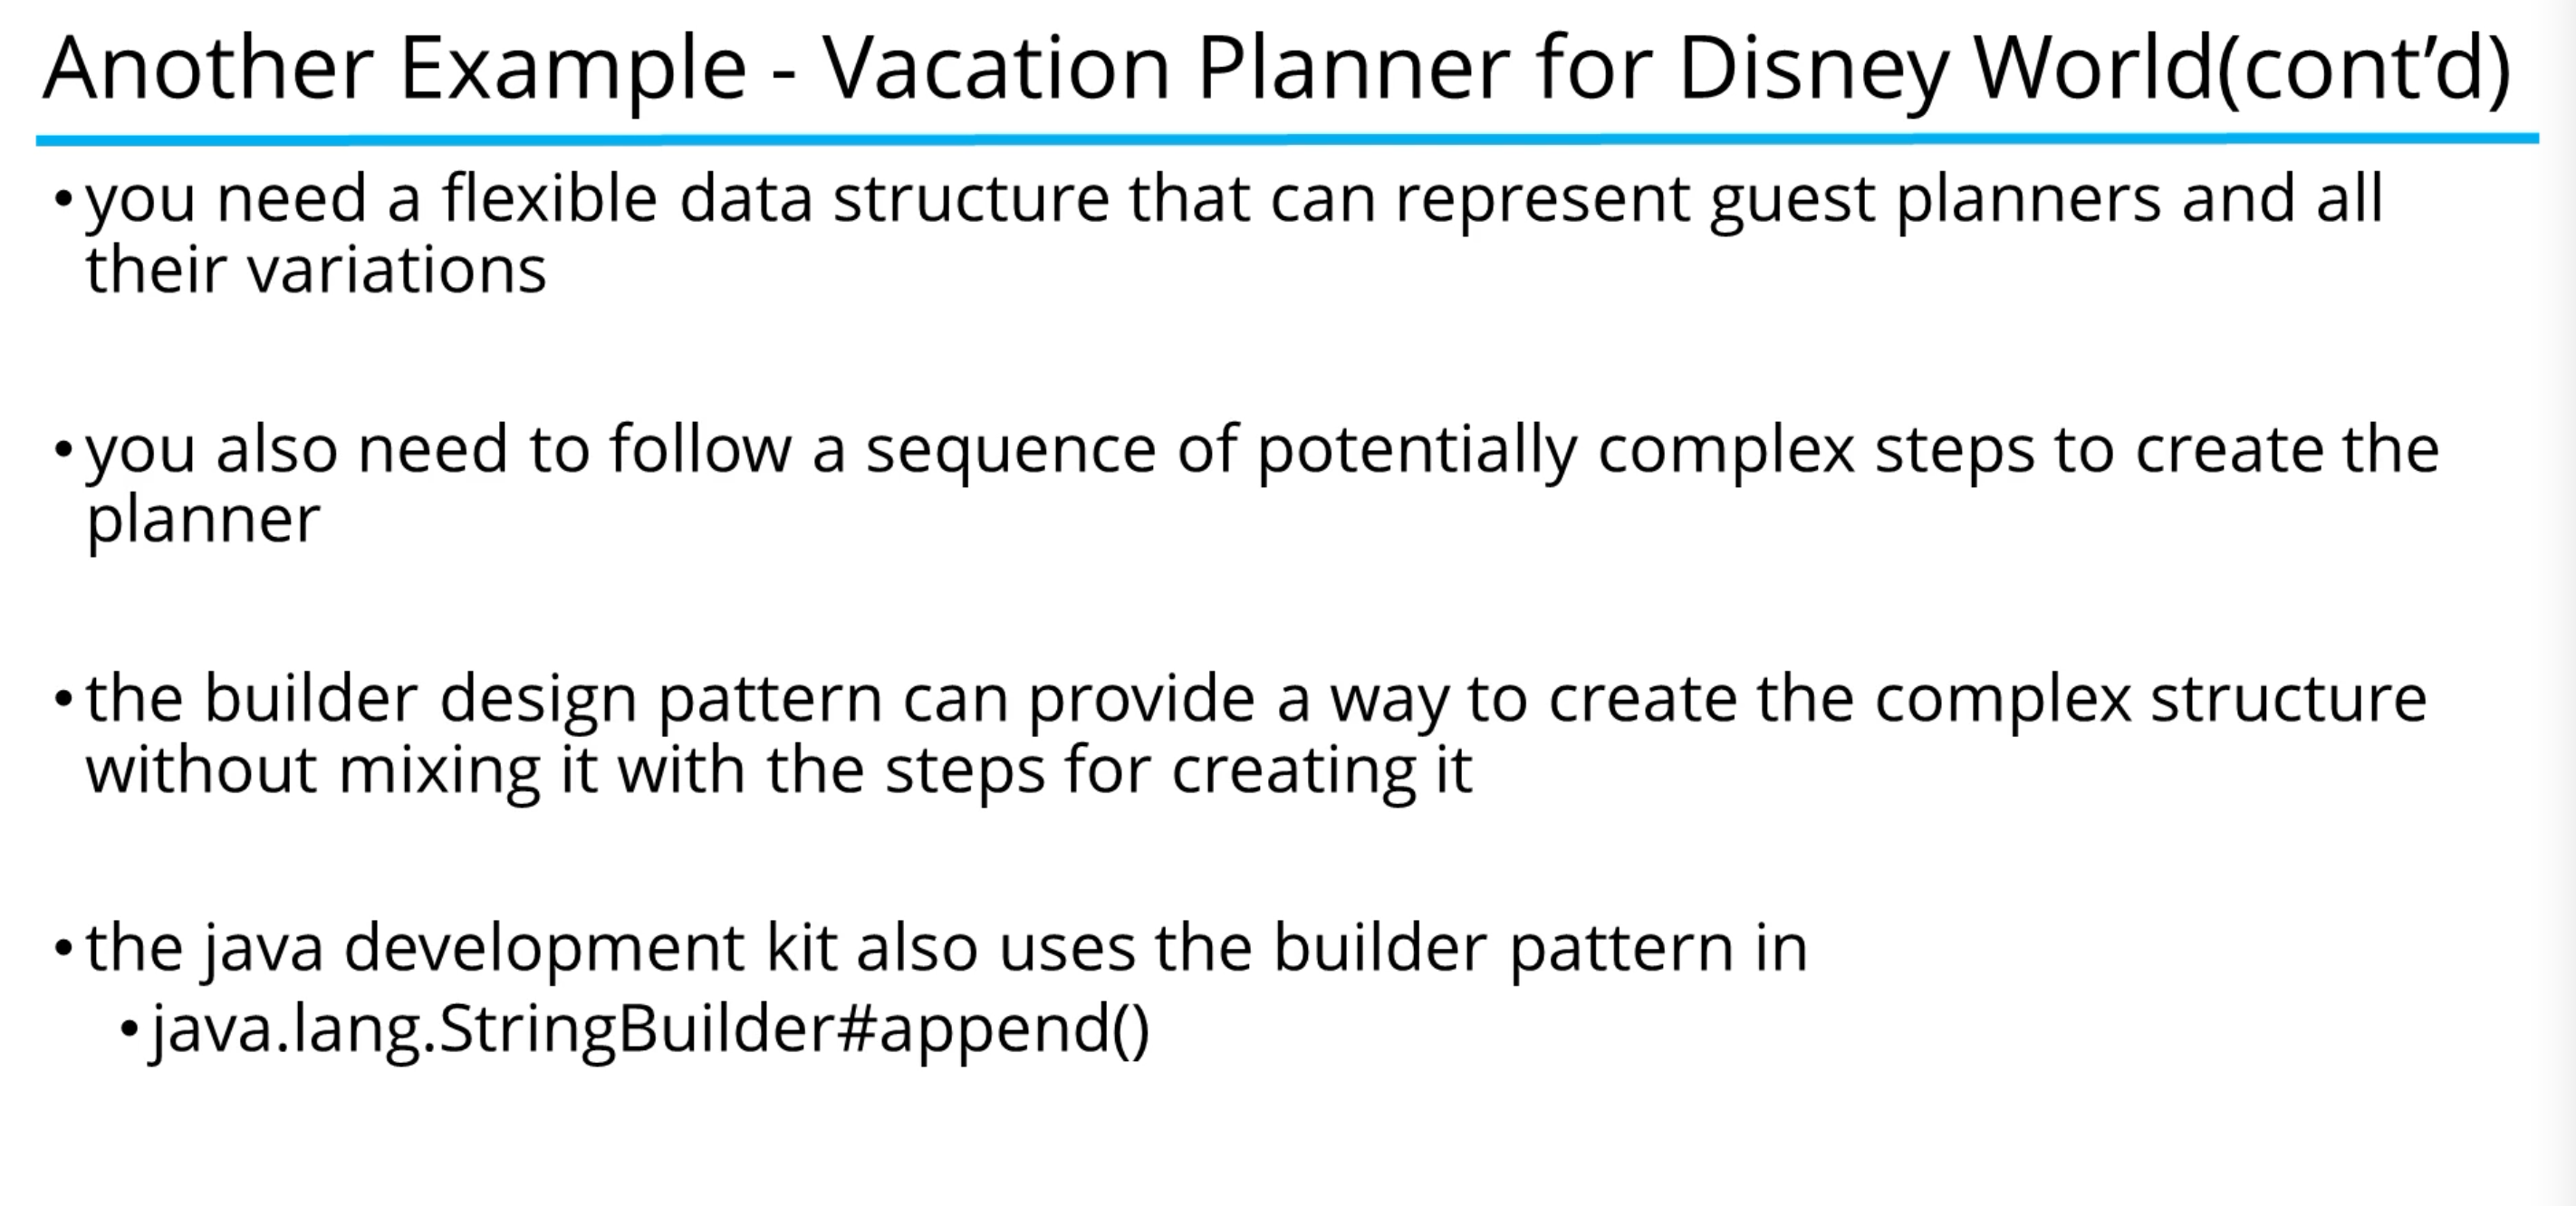 Another Example - Vacation Planner for Disney World(cont’d)
• you need a flexible data structure that can represent guest planners and all
their variations
• you also need to follow a sequence of potentially complex steps to create the
planner
• the builder design pattern can provide a way to create the complex structure
without mixing it with the steps for creating it
• the java development kit also uses the builder pattern in
• java.lang.StringBuilder#append()